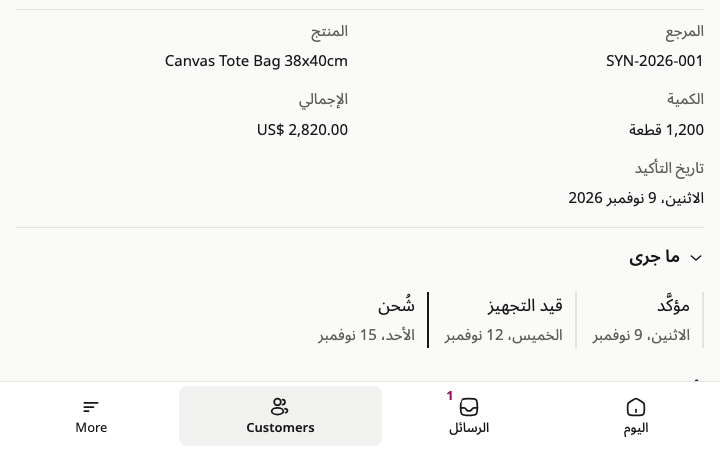 المرجع
SYN-2026-001
المنتج
Canvas Tote Bag 38x40cm
الكمية
1,200 قطعة
الإجمالي
US$ 2,820.00
تاريخ التأكيد
الاثنين، 9 نوفمبر 2026
ما جرى
مؤكَّد
الاثنين، 9 نوفمبر
قيد التجهيز
الخميس، 12 نوفمبر
شُحن
الأحد، 15 نوفمبر
اليوم
1
الرسائل
Customers
More